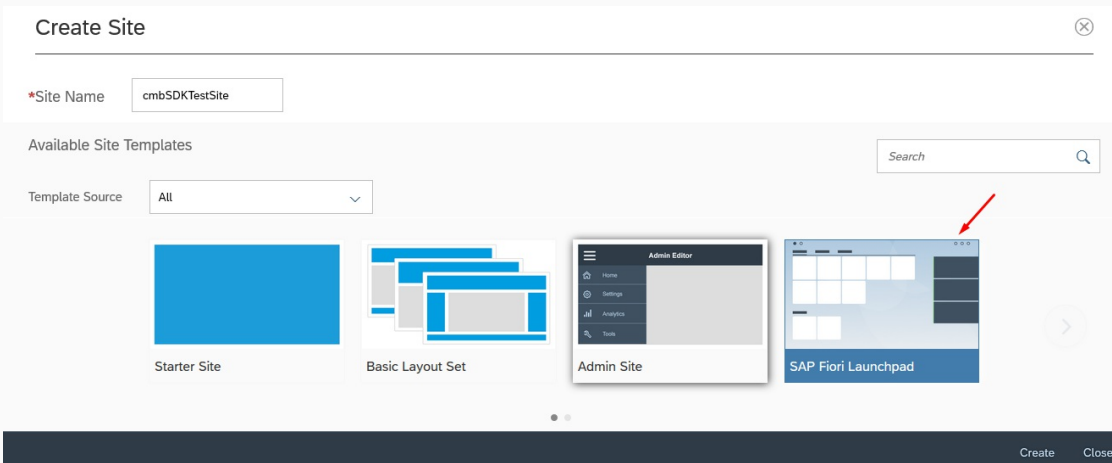 Create Site
*Site Name
cmbSDKTestSite
Available Site Templates
Search
Template Source
All
Admin Editor
Home
Settings
Analytics
Tools
Starter Site
Basic Layout Set
Admin Site
SAP Fiori Launchpad
Create
Close